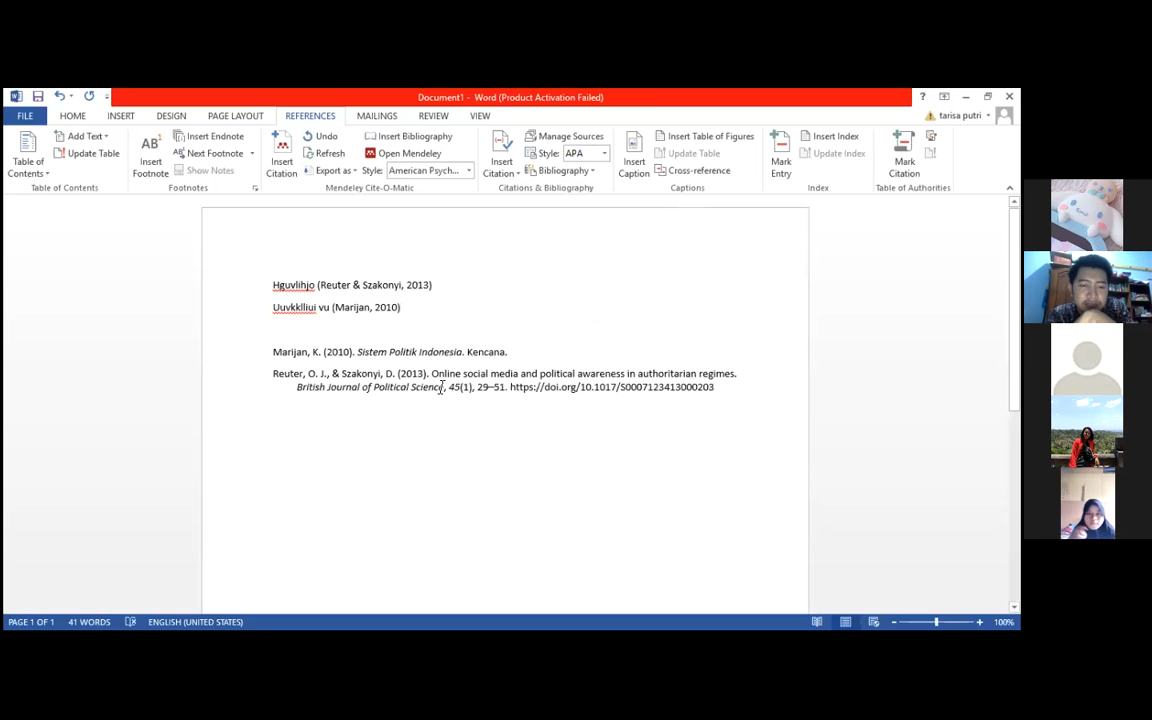 Document1 - Word (Product Activation Failed)
FILE HOME INSERT DESIGN PAGE LAYOUT REFERENCES MAILINGS REVIEW VIEW tarisa putri
Table of Contents
Add Text
Update Table
Table of Contents
AB¹
Insert Footnote
Insert Endnote
Next Footnote
Show Notes
Footnotes
Insert Citation
Undo
Refresh
Export as
Insert Bibliography
Open Mendeley
Style: American Psych...
Mendeley Cite-O-Matic
Insert Citation
Manage Sources
Style: APA
Bibliography
Citations & Bibliography
Insert Caption
Insert Table of Figures
Update Table
Cross-reference
Captions
Mark Entry
Insert Index
Update Index
Index
Mark Citation
Table of Authorities
Hguvlihjo (Reuter & Szakonyi, 2013)
Uuvkklliui vu (Marijan, 2010)
Marijan, K. (2010). Sistem Politik Indonesia. Kencana.
Reuter, O. J., & Szakonyi, D. (2013). Online social media and political awareness in authoritarian regimes.
British Journal of Political Science, 45(1), 29–51. https://doi.org/10.1017/S0007123413000203
PAGE 1 OF 1 41 WORDS ENGLISH (UNITED STATES) 100%